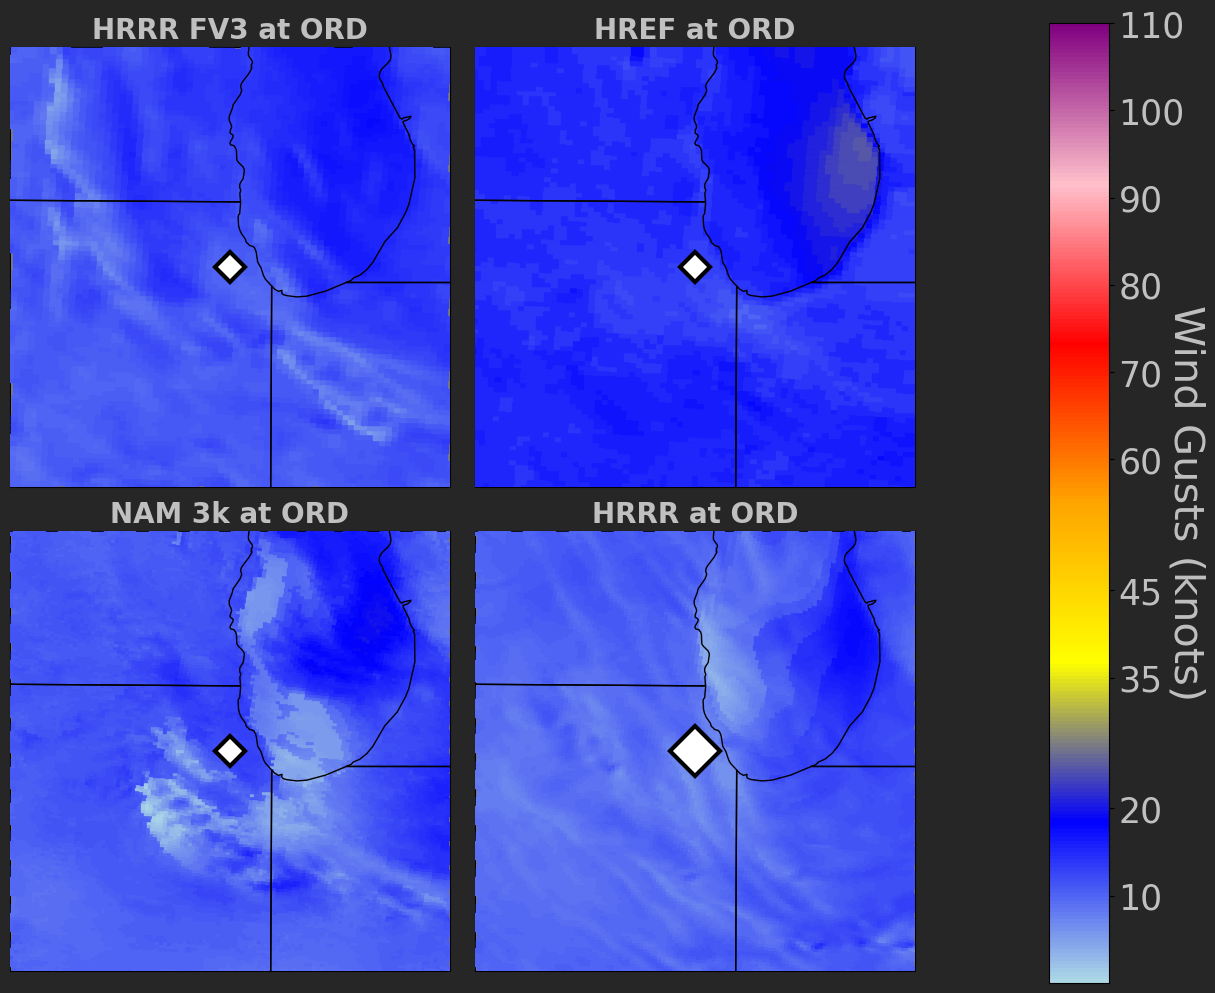 HRRR FV3 at ORD
HREF at ORD
NAM 3k at ORD
HRRR at ORD
110
100
90
80
70
60
45
35
20
10
Wind Gusts (knots)